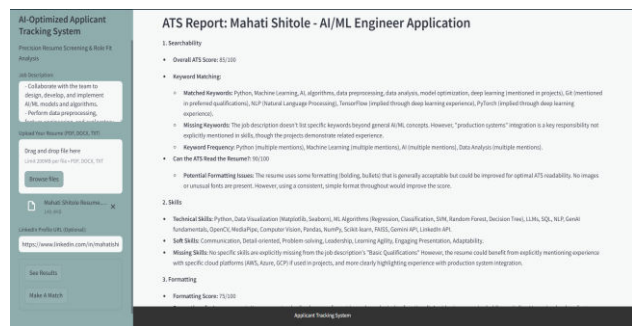 AI-Optimized Applicant
Tracking System
Precision Resume Screening & Role Fit
Analysis
Job Description
- Collaborate with the team to
design, develop, and implement
AI/ML models and algorithms.
- Perform data preprocessing,
Upload Your Resume (PDF, DOCX, TXT)
Drag and drop file here
Limit 200MB per file • PDF, DOCX, TXT
Browse files
Mahati Shitole Resume....
LinkedIn Profile URL (Optional)
https://www.linkedin.com/in/mahatishi
See Results
Make A Match
ATS Report: Mahati Shitole - AI/ML Engineer Application
1. Searchability
• Overall ATS Score: 85/100
• Keyword Matching:
◦ Matched Keywords: Python, Machine Learning, AI, algorithms, data preprocessing, data analysis, model optimization, deep learning (mentioned in projects), Git (mentioned
in preferred qualifications), NLP (Natural Language Processing), TensorFlow (implied through deep learning experience), PyTorch (implied through deep learning
experience).
◦ Missing Keywords: The job description doesn't list specific keywords beyond general AI/ML concepts. However, "production systems" integration is a key responsibility not
explicitly mentioned in skills, though the projects demonstrate related experience.
◦ Keyword Frequency: Python (multiple mentions), Machine Learning (multiple mentions), AI (multiple mentions), Data Analysis (multiple mentions).
• Can the ATS Read the Resume?: 90/100
◦ Potential Formatting Issues: The resume uses some formatting (bolding, bullets) that is generally acceptable but could be improved for optimal ATS readability. No images
or unusual fonts are present. However, using a consistent, simple format throughout would improve the score.
2. Skills
• Technical Skills: Python, Data Visualization (Matplotlib, Seaborn), ML Algorithms (Regression, Classification, SVM, Random Forest, Decision Tree), LLMs, SQL, NLP, GenAI
fundamentals, OpenCV, MediaPipe, Computer Vision, Pandas, NumPy, Scikit learn, FAISS, Gemini API, LinkedIn API.
• Soft Skills: Communication, Detail-oriented, Problem-solving, Leadership, Learning Agility, Engaging Presentation, Adaptability.
• Missing Skills: No specific skills are explicitly missing from the job description's "Basic Qualifications" However, the resume could benefit from explicitly mentioning experience
with specific cloud platforms (AWS, Azure, GCP) if used in projects, and more clearly highlighting experience with production system integration.
3. Formatting
• Formatting Score: 75/100
Applicant Tracking System